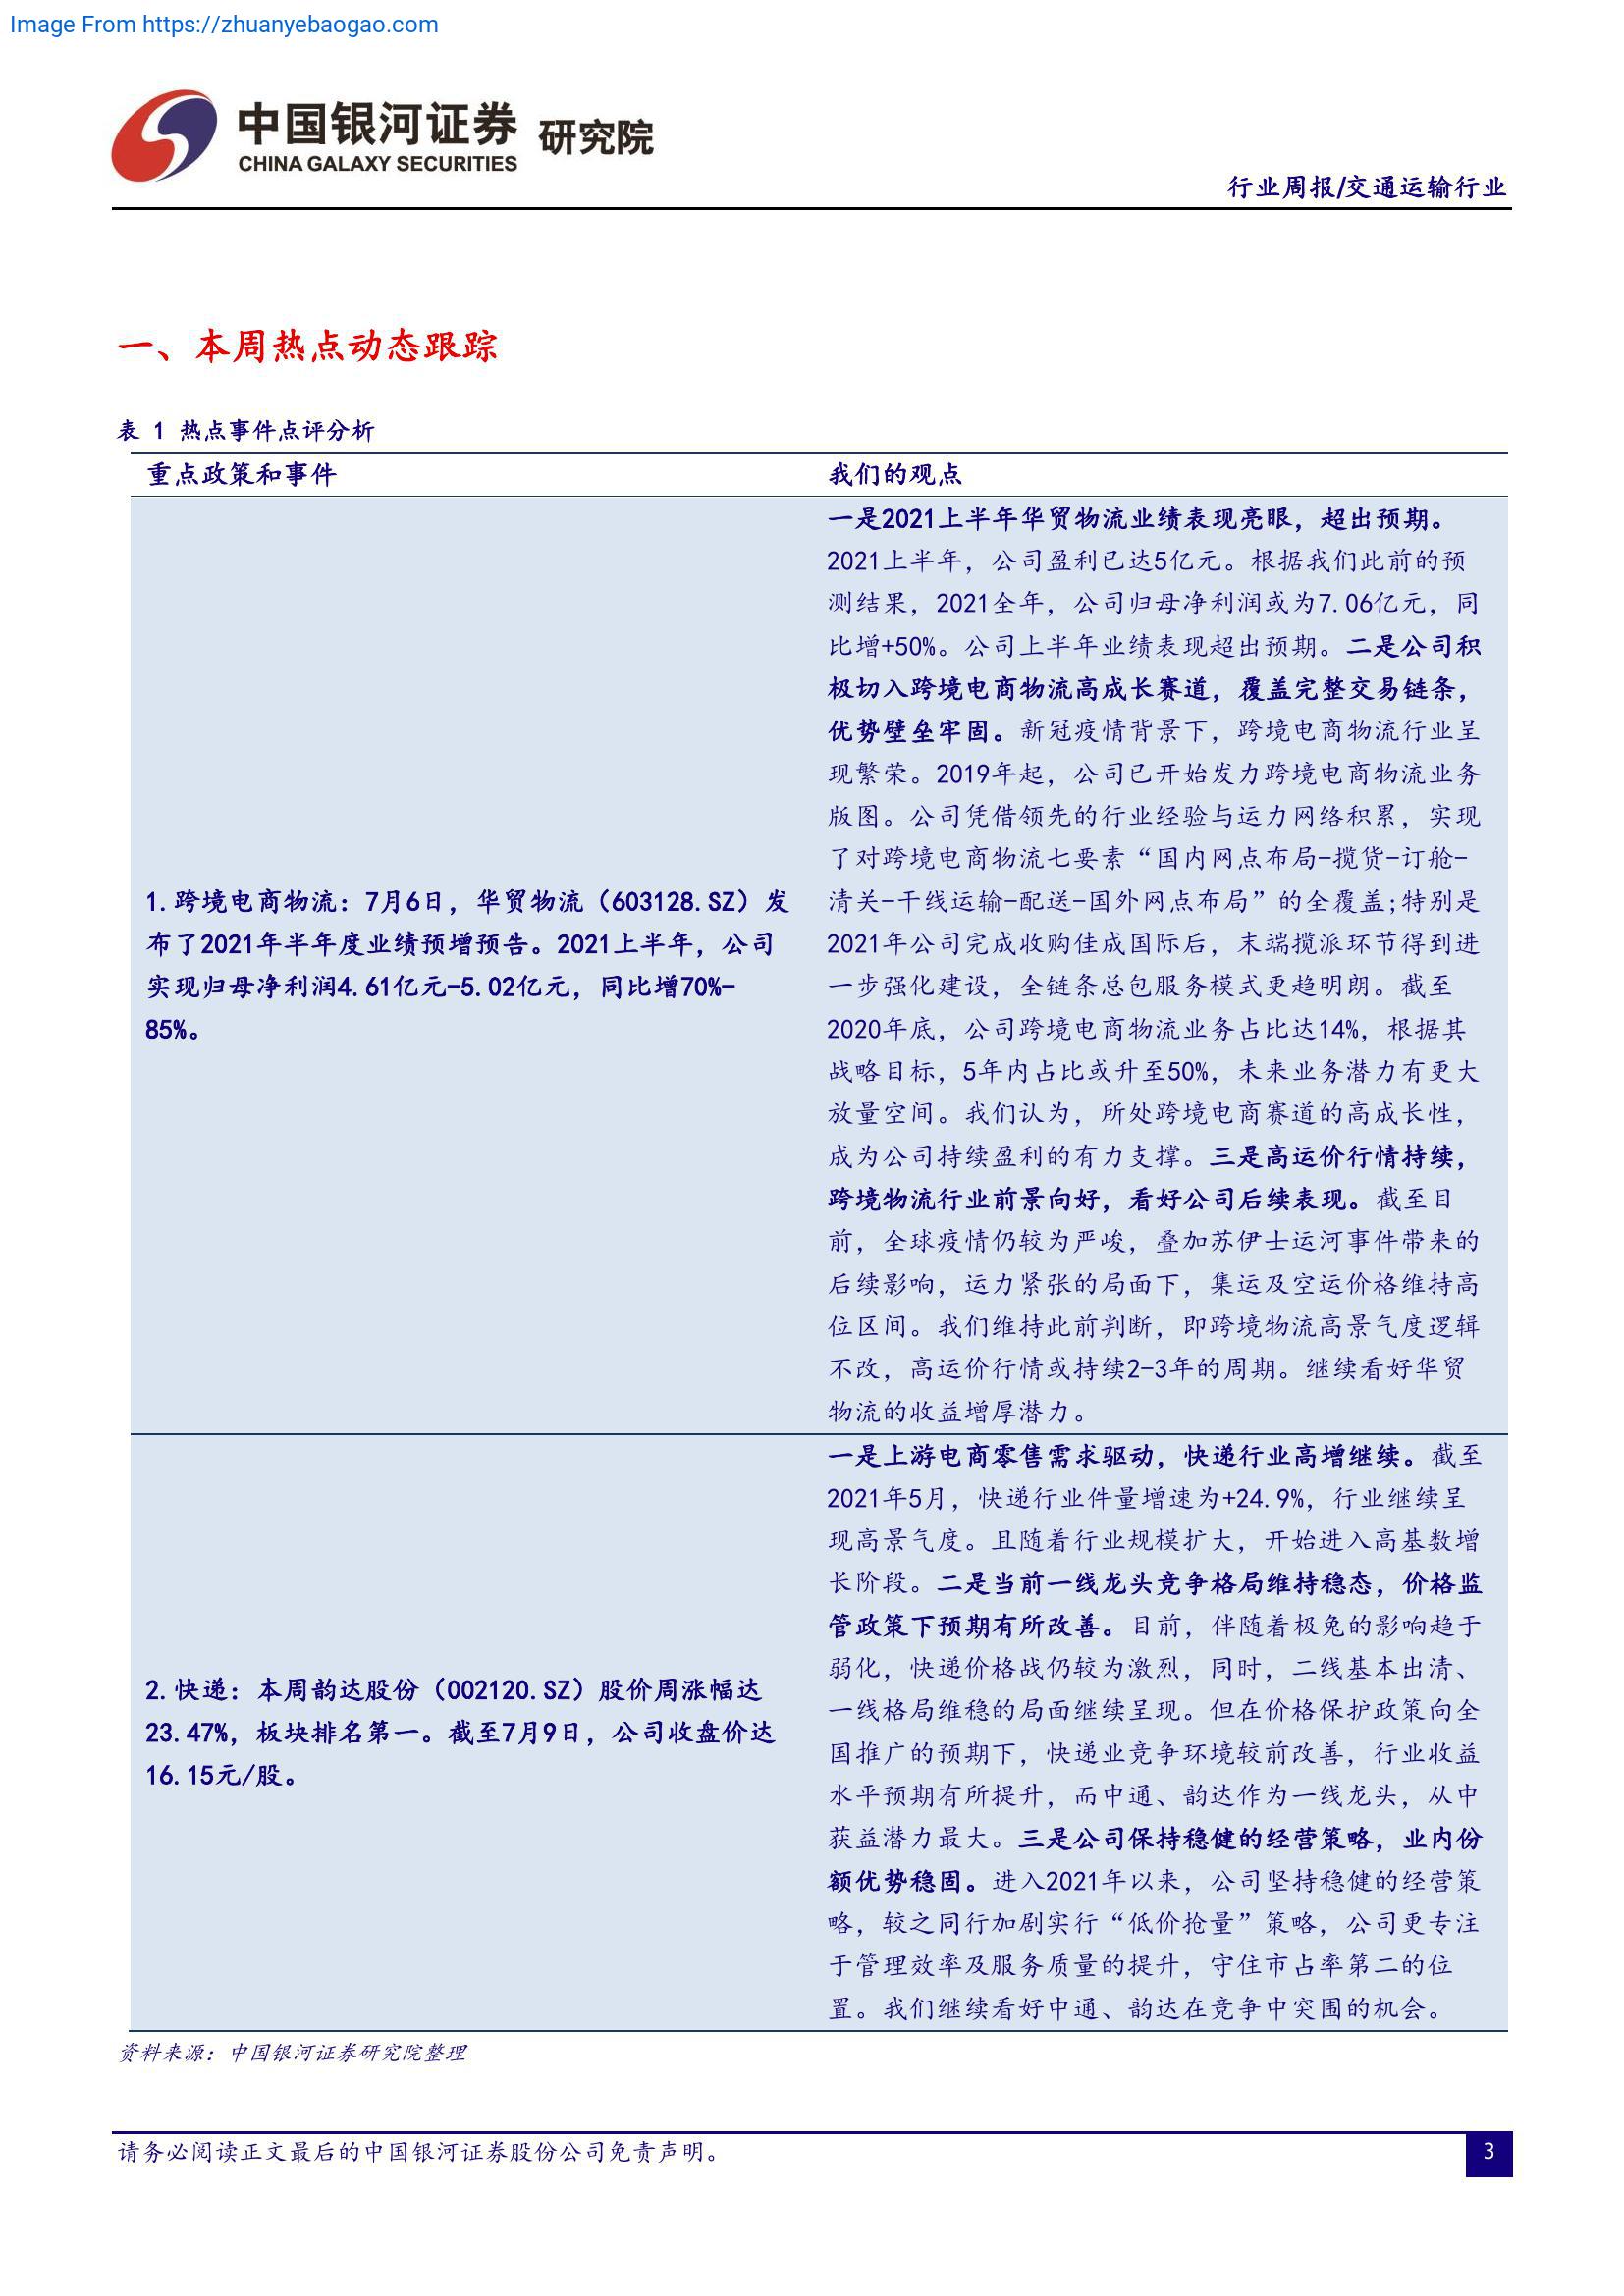 Image From https://zhuanyebaogao.com
中国银河证券 研究院
CHINA GALAXY SECURITIES
行业周报/交通运输行业
一、本周热点动态跟踪
表 1 热点事件点评分析
重点政策和事件
我们的观点
1.跨境电商物流：7月6日，华贸物流（603128.SZ）发
布了2021年半年度业绩预增预告。2021上半年，公司
实现归母净利润4.61亿元-5.02亿元，同比增70%-
85%。
一是2021上半年华贸物流业绩表现亮眼，超出预期。
2021上半年，公司盈利已达5亿元。根据我们此前的预
测结果，2021全年，公司归母净利润或为7.06亿元，同
比增+50%。公司上半年业绩表现超出预期。二是公司积
极切入跨境电商物流高成长赛道，覆盖完整交易链条，
优势壁垒牢固。新冠疫情背景下，跨境电商物流行业呈
现繁荣。2019年起，公司已开始发力跨境电商物流业务
版图。公司凭借领先的行业经验与运力网络积累，实现
了对跨境电商物流七要素“国内网点布局-揽货-订舱-
清关-干线运输-配送-国外网点布局”的全覆盖;特别是
2021年公司完成收购佳成国际后，末端揽派环节得到进
一步强化建设，全链条总包服务模式更趋明朗。截至
2020年底，公司跨境电商物流业务占比达14%，根据其
战略目标，5年内占比或升至50%，未来业务潜力有更大
放量空间。我们认为，所处跨境电商赛道的高成长性，
成为公司持续盈利的有力支撑。三是高运价行情持续，
跨境物流行业前景向好，看好公司后续表现。截至目
前，全球疫情仍较为严峻，叠加苏伊士运河事件带来的
后续影响，运力紧张的局面下，集运及空运价格维持高
位区间。我们维持此前判断，即跨境物流高景气度逻辑
不改，高运价行情或持续2-3年的周期。继续看好华贸
物流的收益增厚潜力。
2.快递：本周韵达股份（002120.SZ）股价周涨幅达
23.47%，板块排名第一。截至7月9日，公司收盘价达
16.15元/股。
一是上游电商零售需求驱动，快递行业高增继续。截至
2021年5月，快递行业件量增速为+24.9%，行业继续呈
现高景气度。且随着行业规模扩大，开始进入高基数增
长阶段。二是当前一线龙头竞争格局维持稳态，价格监
管政策下预期有所改善。目前，伴随着极兔的影响趋于
弱化，快递价格战仍较为激烈，同时，二线基本出清、
一线格局维稳的局面继续呈现。但在价格保护政策向全
国推广的预期下，快递业竞争环境较前改善，行业收益
水平预期有所提升，而中通、韵达作为一线龙头，从中
获益潜力最大。三是公司保持稳健的经营策略，业内份
额优势稳固。进入2021年以来，公司坚持稳健的经营策
略，较之同行加剧实行“低价抢量”策略，公司更专注
于管理效率及服务质量的提升，守住市占率第二的位
置。我们继续看好中通、韵达在竞争中突围的机会。
资料来源：中国银河证券研究院整理
请务必阅读正文最后的中国银河证券股份公司免责声明。
3